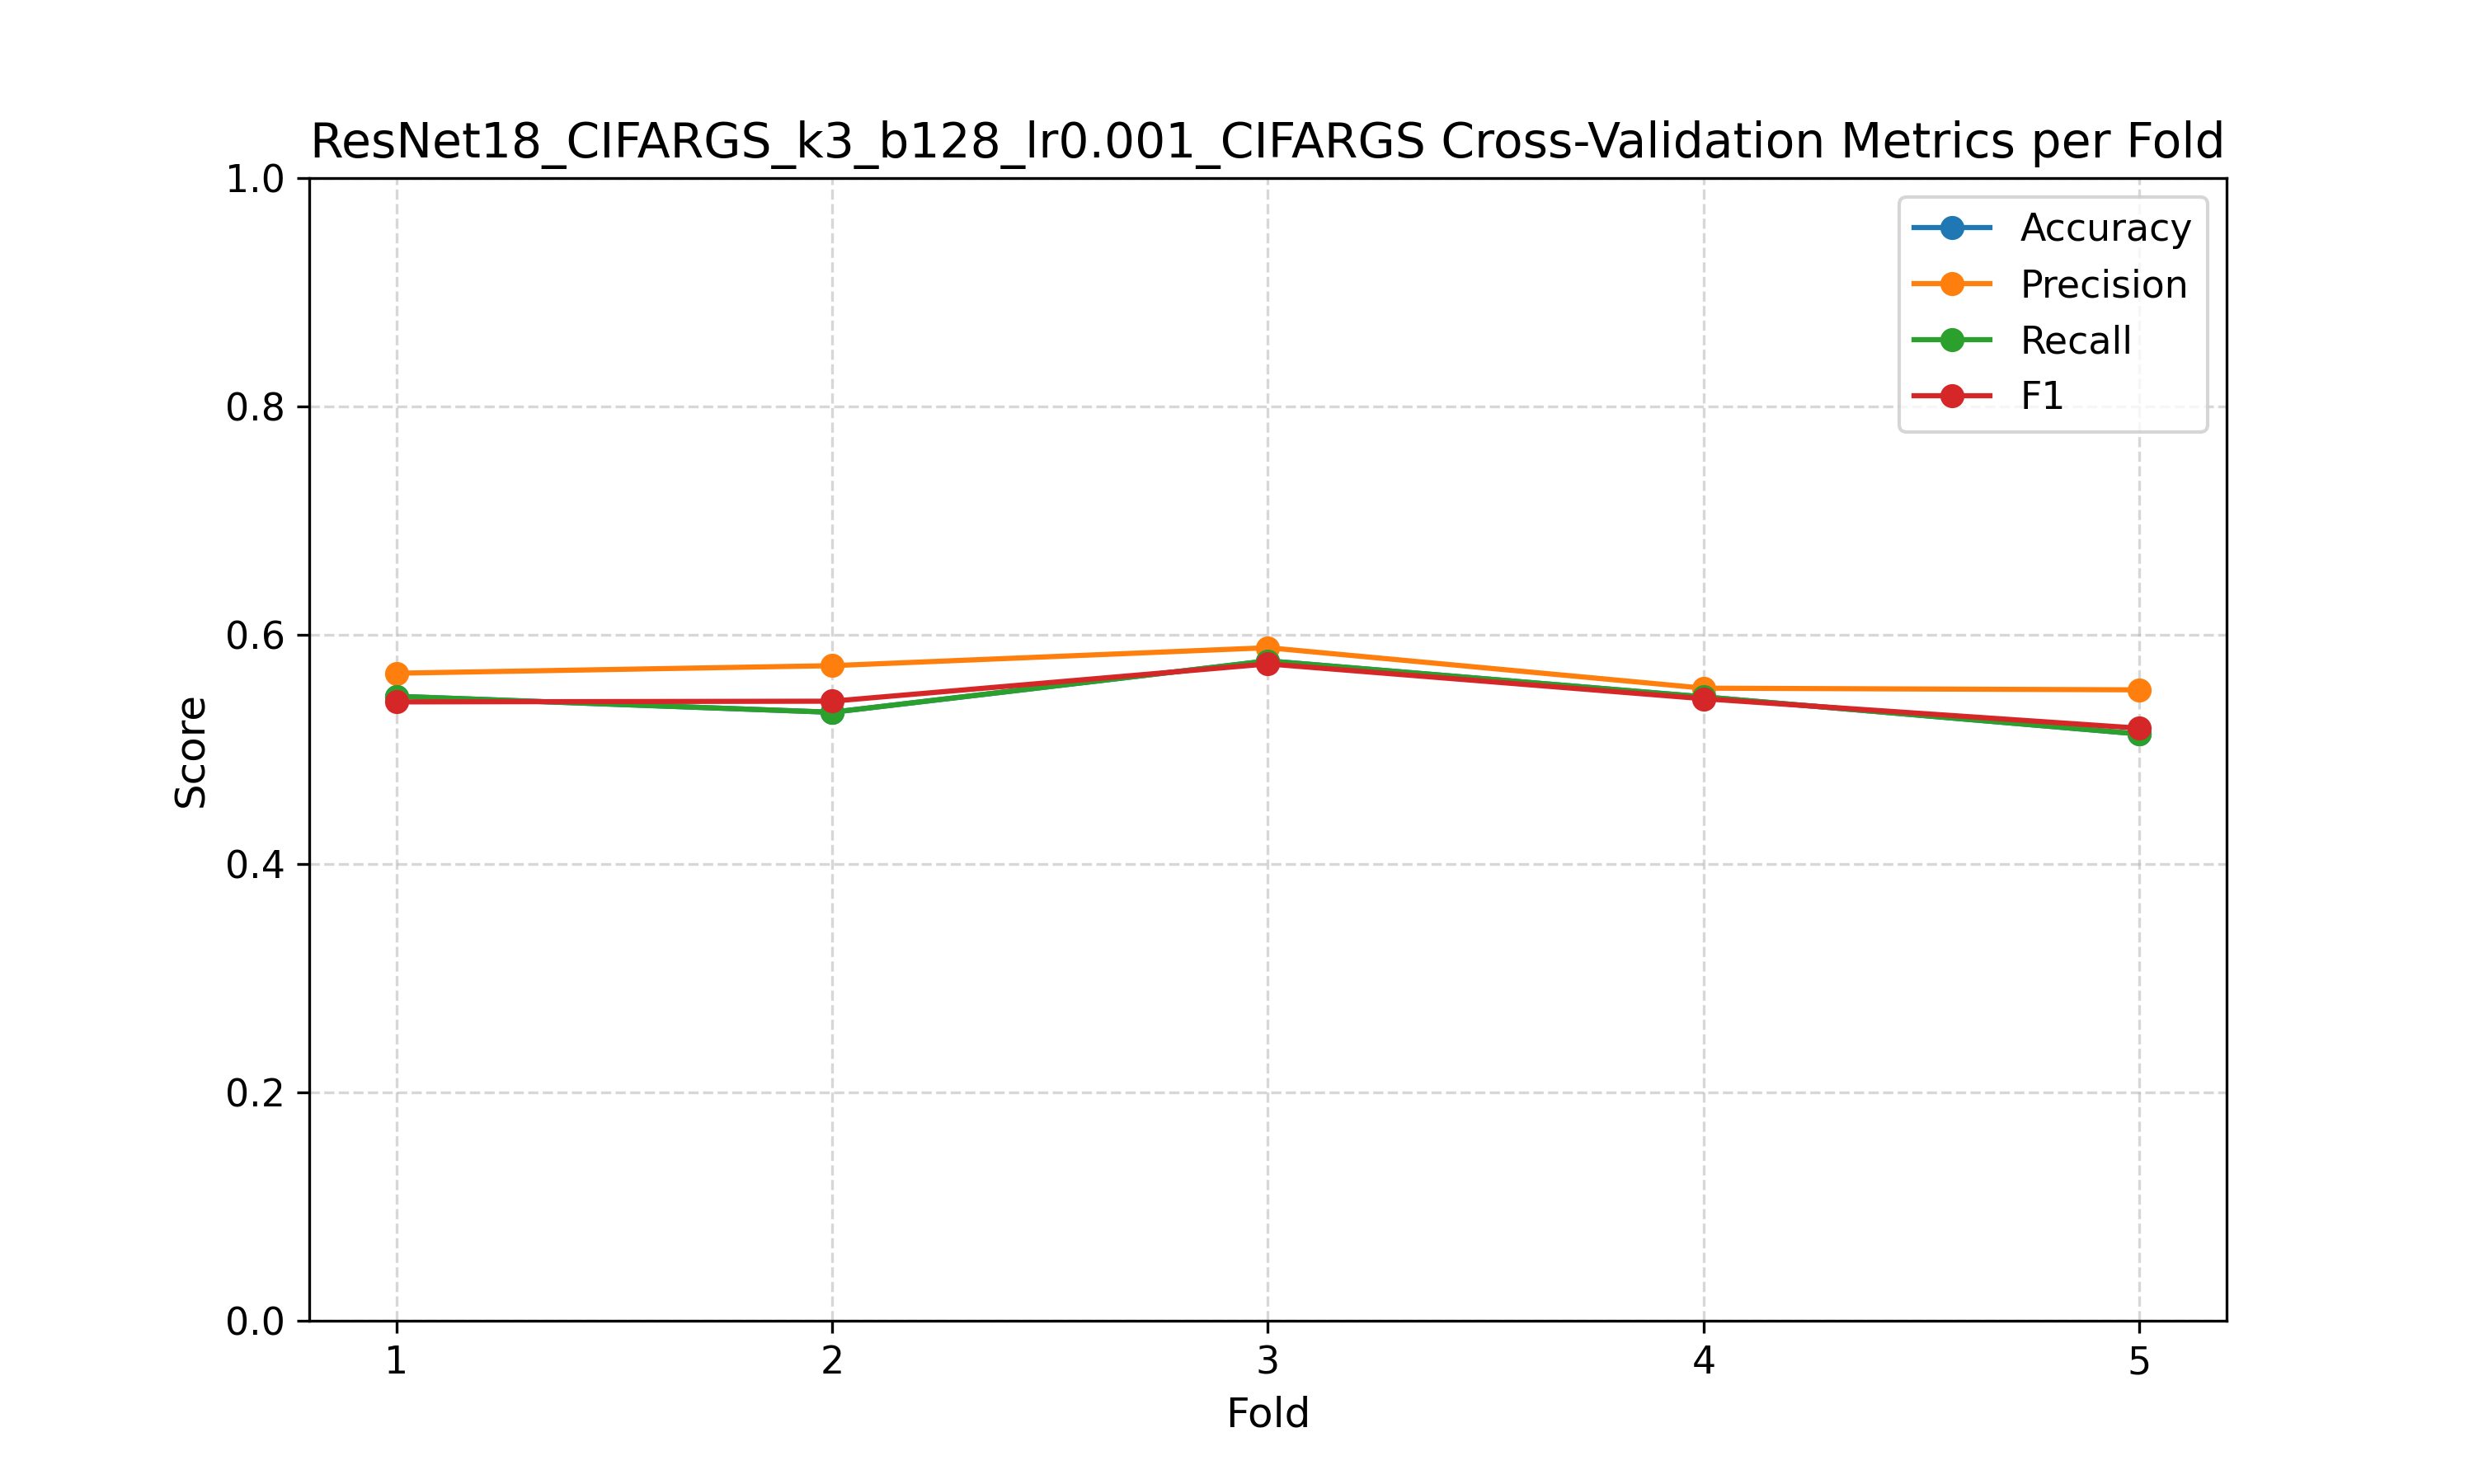 ResNet18_CIFARGS_k3_b128_lr0.001_CIFARGS Cross-Validation Metrics per Fold
1.0
0.8
0.6
0.4
0.2
0.0
Score
Accuracy
Precision
Recall
F1
1 2 3 4 5
Fold